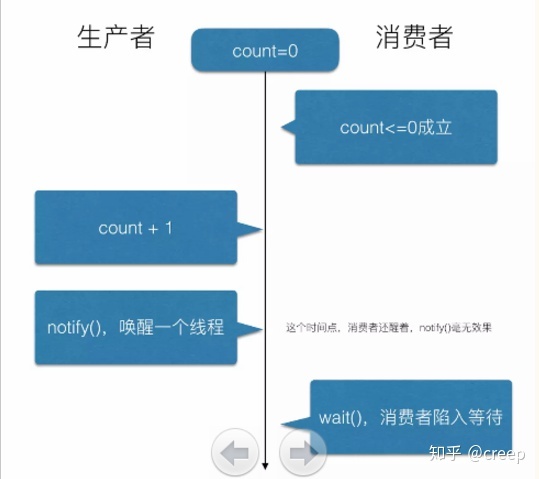 生产者
count=0
消费者
count<=0成立
count + 1
notify()，唤醒一个线程
这个时间点，消费者还醒着，notify()毫无效果
wait()，消费者陷入等待
知乎 @creep